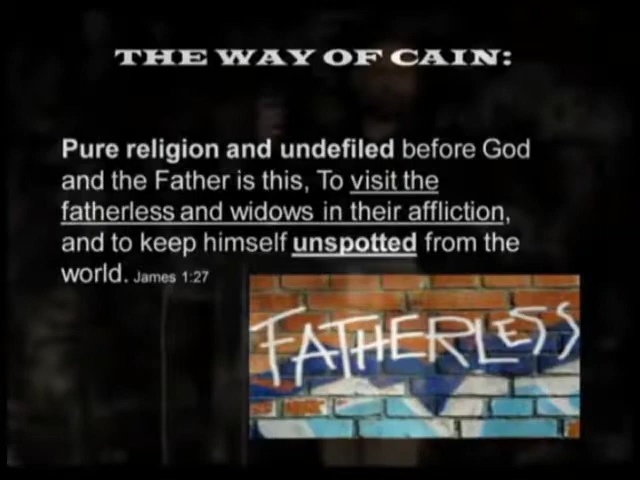 THE WAY OF CAIN:
Pure religion and undefiled before God
and the Father is this, To visit the
fatherless and widows in their affliction,
and to keep himself unspotted from the
world. James 1:27
FATHERLESS